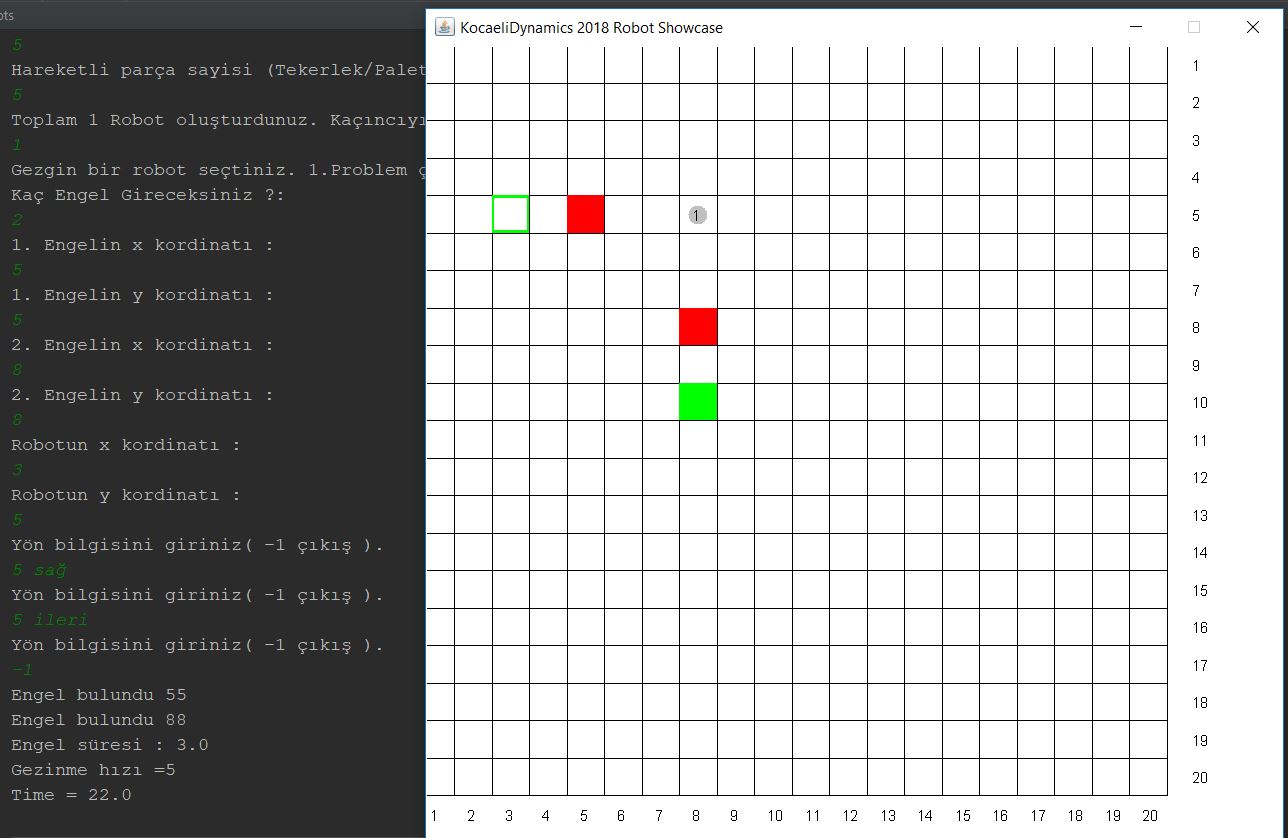 ots
5
Hareketli parça sayisi (Tekerlek/Palet
5
Toplam 1 Robot oluşturdunuz. Kaçıncıyı
1
Gezgin bir robot seçtiniz. 1.Problem ç
Kaç Engel Gireceksiniz ?:
2
1. Engelin x kordinatı :
5
1. Engelin y kordinatı :
5
2. Engelin x kordinatı :
8
2. Engelin y kordinatı :
8
Robotun x kordinatı :
3
Robotun y kordinatı :
5
Yön bilgisini giriniz( -1 çıkış ).
5 sağ
Yön bilgisini giriniz( -1 çıkış ).
5 ileri
Yön bilgisini giriniz( -1 çıkış ).
-1
Engel bulundu 55
Engel bulundu 88
Engel süresi : 3.0
Gezinme hızı =5
Time = 22.0
KocaeliDynamics 2018 Robot Showcase
1
2
3
4
1
5
6
7
8
9
10
11
12
13
14
15
16
17
18
19
20
1 2 3 4 5 6 7 8 9 10 11 12 13 14 15 16 17 18 19 20